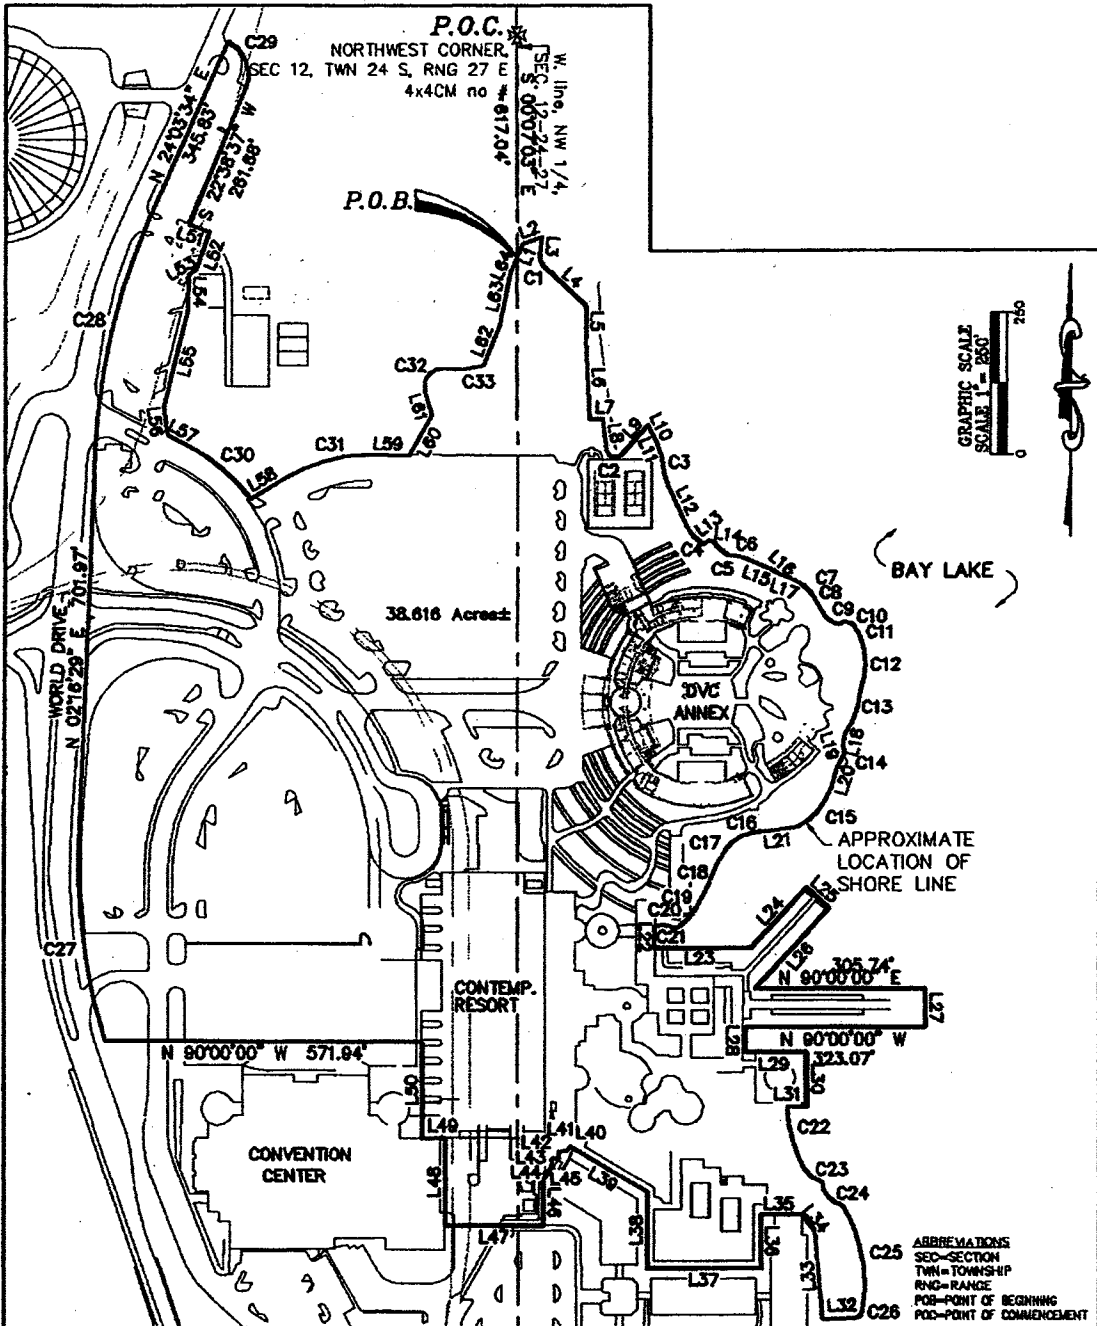 P.O.C.
NORTHWEST CORNER,
SEC 12, TWN 24 S, RNG 27 E
4x4CM no #
W. line, NW 1/4,
SEC. 12-24-27
S 00°07'03" E
617.04'
P.O.B.
C29
N 24°03'34" E
345.83'
S 22°38'37" W
261.68'
L51
L52
L53
L54
L55
L56
L57
C28
C30
L58
C31
L59
L60
L61
C32
C33
L62
L63
L64
L1
C1
L3
L4
L5
L6
L7
L8
C2
L9
L10
L11
C3
L12
L13
L14
C4
C5
C6
L15
L16
L17
C7
C8
C9
C10
C11
C12
C13
L18
L19
C14
L20
C15
C16
L21
C17
C18
C19
C20
C21
L22
L23
L24
L25
L26
305.74'
N 90°00'00" E
L27
N 90°00'00" W
323.07'
L28
L29
L30
L31
C22
C23
C24
C25
C26
L32
L33
L34
L35
L36
L37
L38
L39
L40
L41
L42
L43
L44
L45
L46
L47
L48
L49
L50
GRAPHIC SCALE
SCALE 1" = 250'
0
250
BAY LAKE
38.616 Acres±
DVC
ANNEX
APPROXIMATE
LOCATION OF
SHORE LINE
WORLD DRIVE
N 02°16'29" E 701.97'
C27
CONTEMP.
RESORT
N 90°00'00" W 571.94'
CONVENTION
CENTER
ABBREVIATIONS
SEC=SECTION
TWN=TOWNSHIP
RNG=RANGE
POB=POINT OF BEGINNING
POC=POINT OF COMMENCEMENT